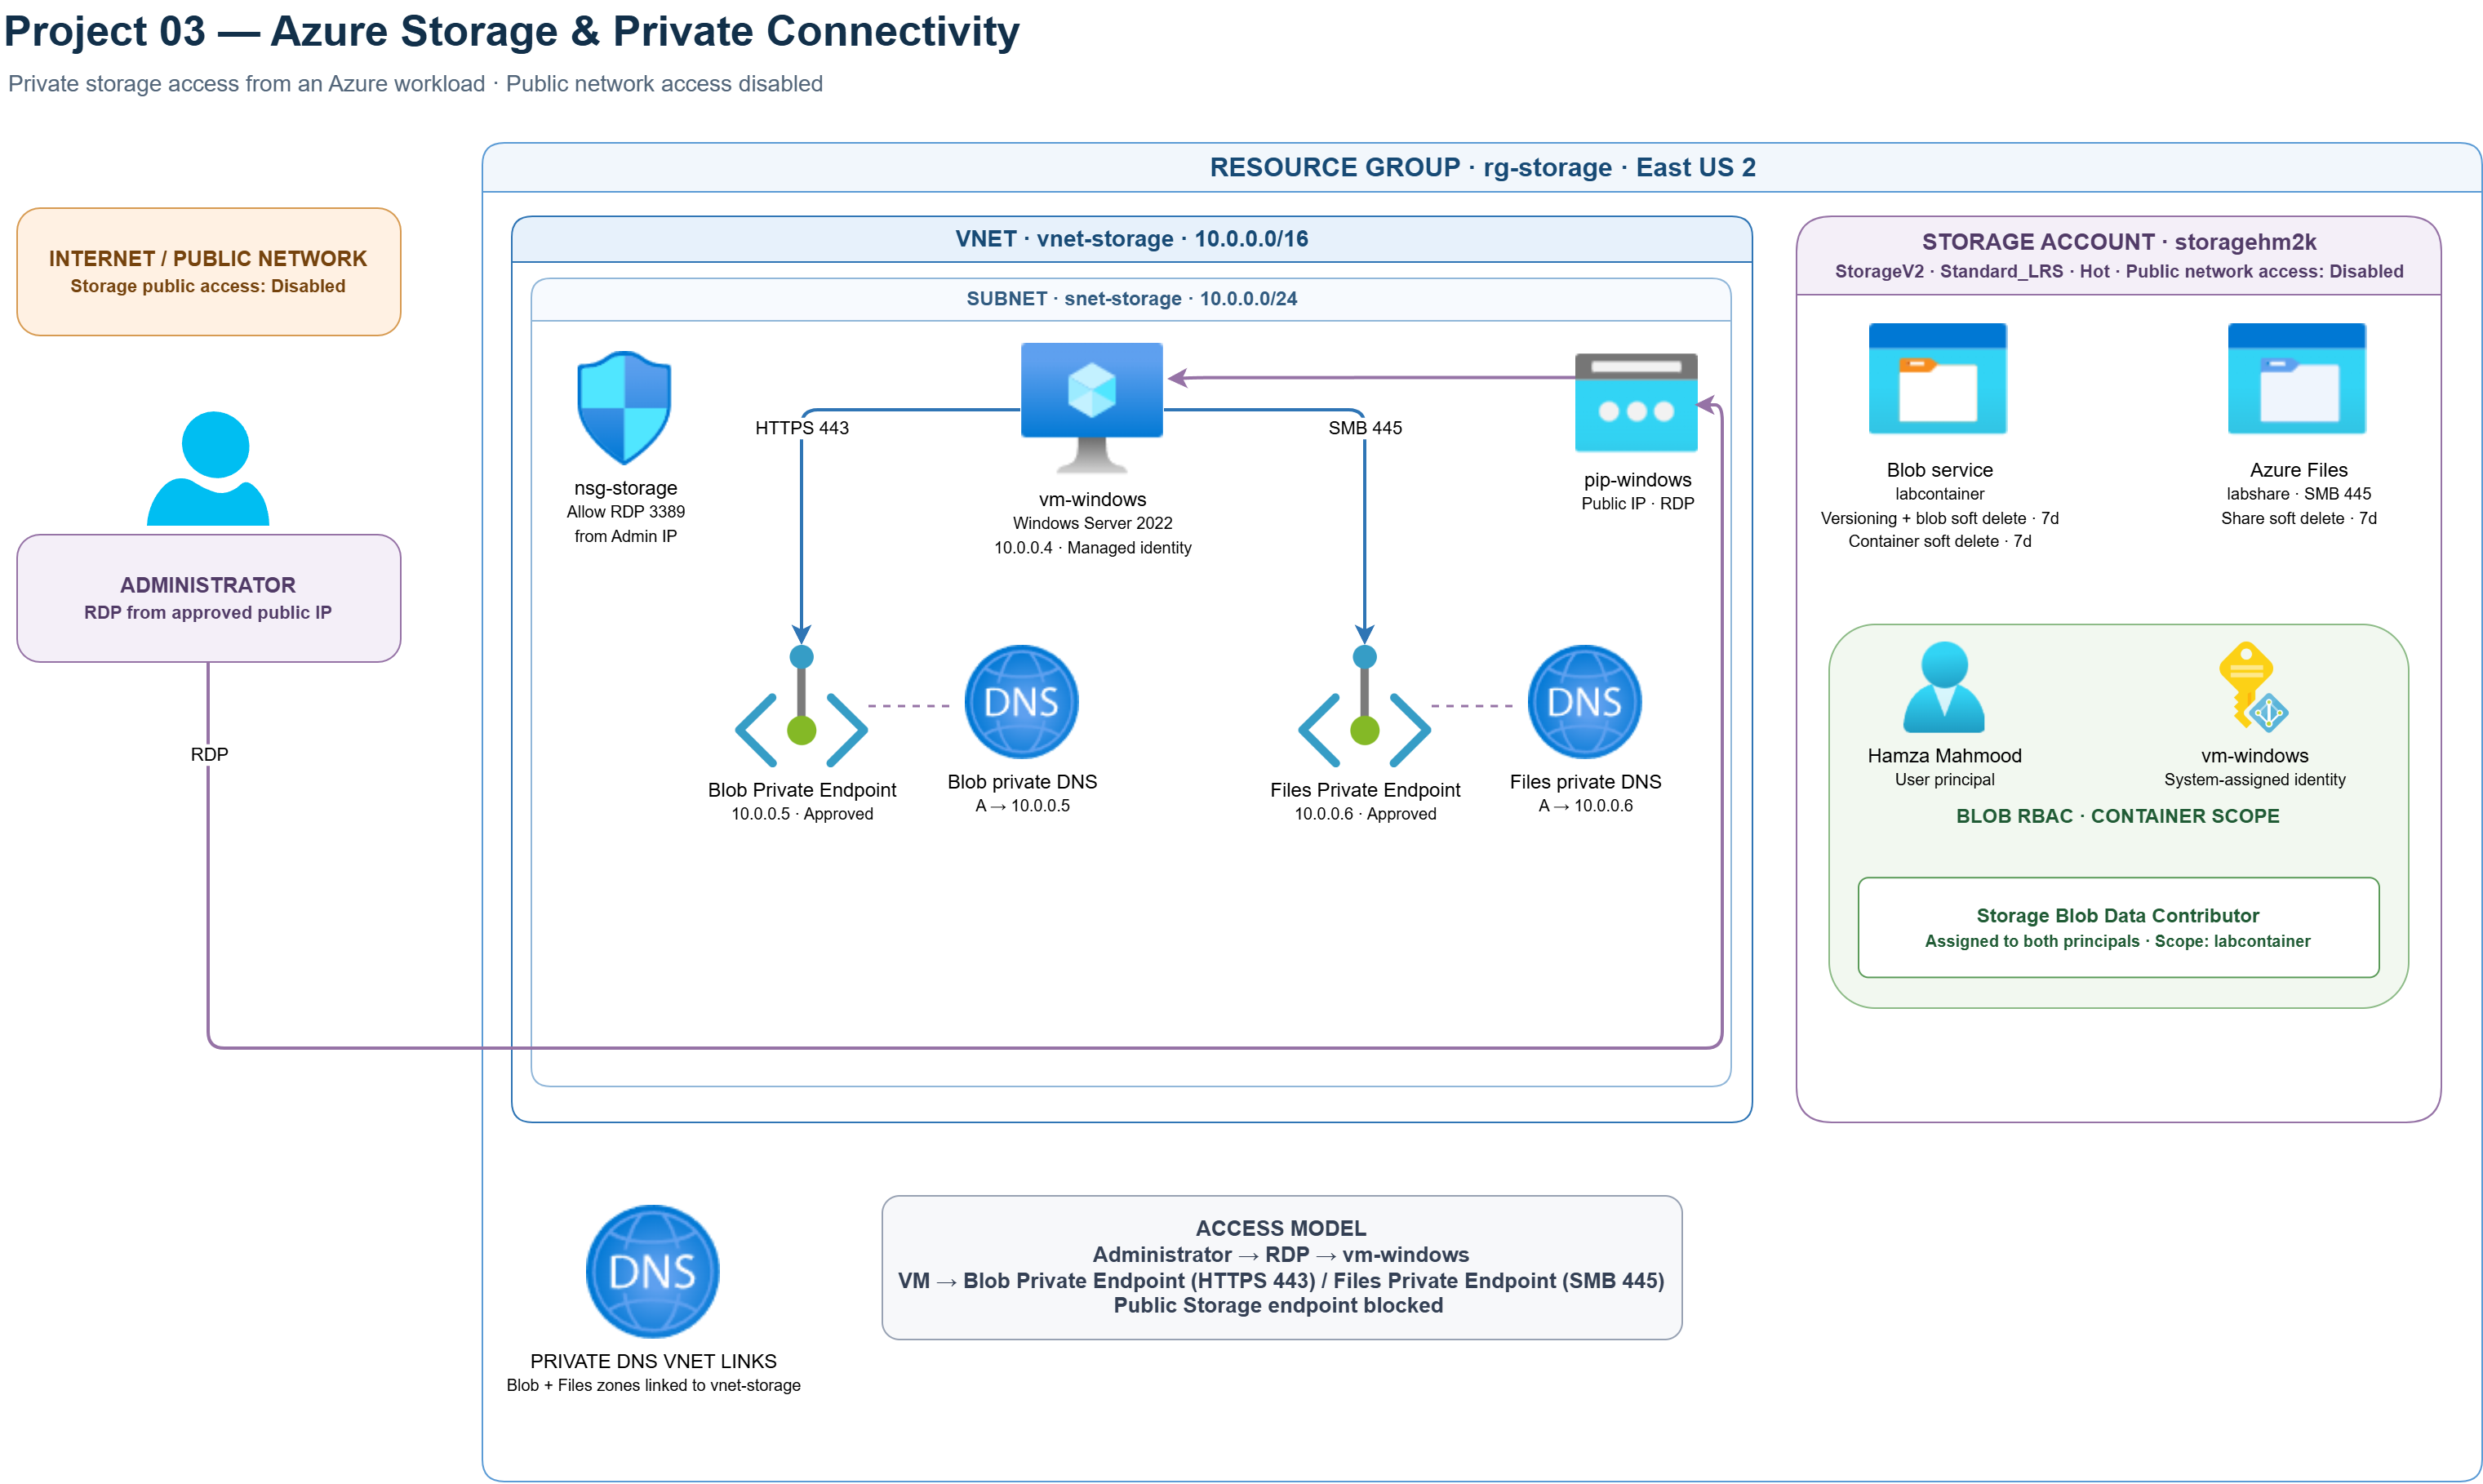 Project 03 — Azure Storage & Private Connectivity
Private storage access from an Azure workload · Public network access disabled
RESOURCE GROUP · rg-storage · East US 2
INTERNET / PUBLIC NETWORK
Storage public access: Disabled
ADMINISTRATOR
RDP from approved public IP
RDP
VNET · vnet-storage · 10.0.0.0/16
SUBNET · snet-storage · 10.0.0.0/24
nsg-storage
Allow RDP 3389
from Admin IP
HTTPS 443
vm-windows
Windows Server 2022
10.0.0.4 · Managed identity
SMB 445
pip-windows
Public IP · RDP
Blob Private Endpoint
10.0.0.5 · Approved
DNS
Blob private DNS
A → 10.0.0.5
Files Private Endpoint
10.0.0.6 · Approved
DNS
Files private DNS
A → 10.0.0.6
STORAGE ACCOUNT · storagehm2k
StorageV2 · Standard_LRS · Hot · Public network access: Disabled
Blob service
labcontainer
Versioning + blob soft delete · 7d
Container soft delete · 7d
Azure Files
labshare · SMB 445
Share soft delete · 7d
Hamza Mahmood
User principal
vm-windows
System-assigned identity
BLOB RBAC · CONTAINER SCOPE
Storage Blob Data Contributor
Assigned to both principals · Scope: labcontainer
DNS
PRIVATE DNS VNET LINKS
Blob + Files zones linked to vnet-storage
ACCESS MODEL
Administrator → RDP → vm-windows
VM → Blob Private Endpoint (HTTPS 443) / Files Private Endpoint (SMB 445)
Public Storage endpoint blocked